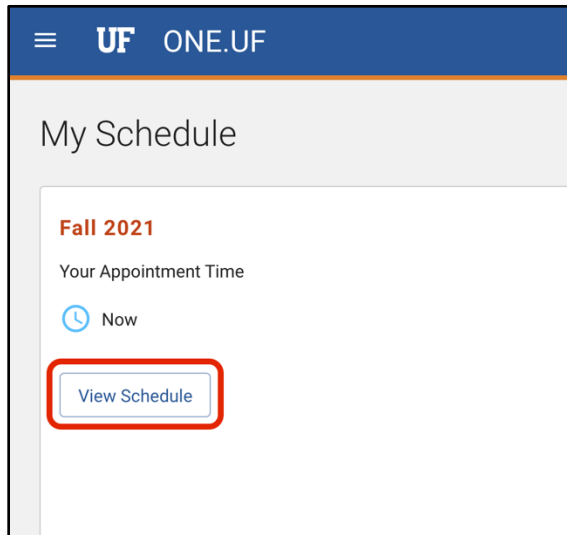 UF ONE.UF
My Schedule
Fall 2021
Your Appointment Time
Now
View Schedule